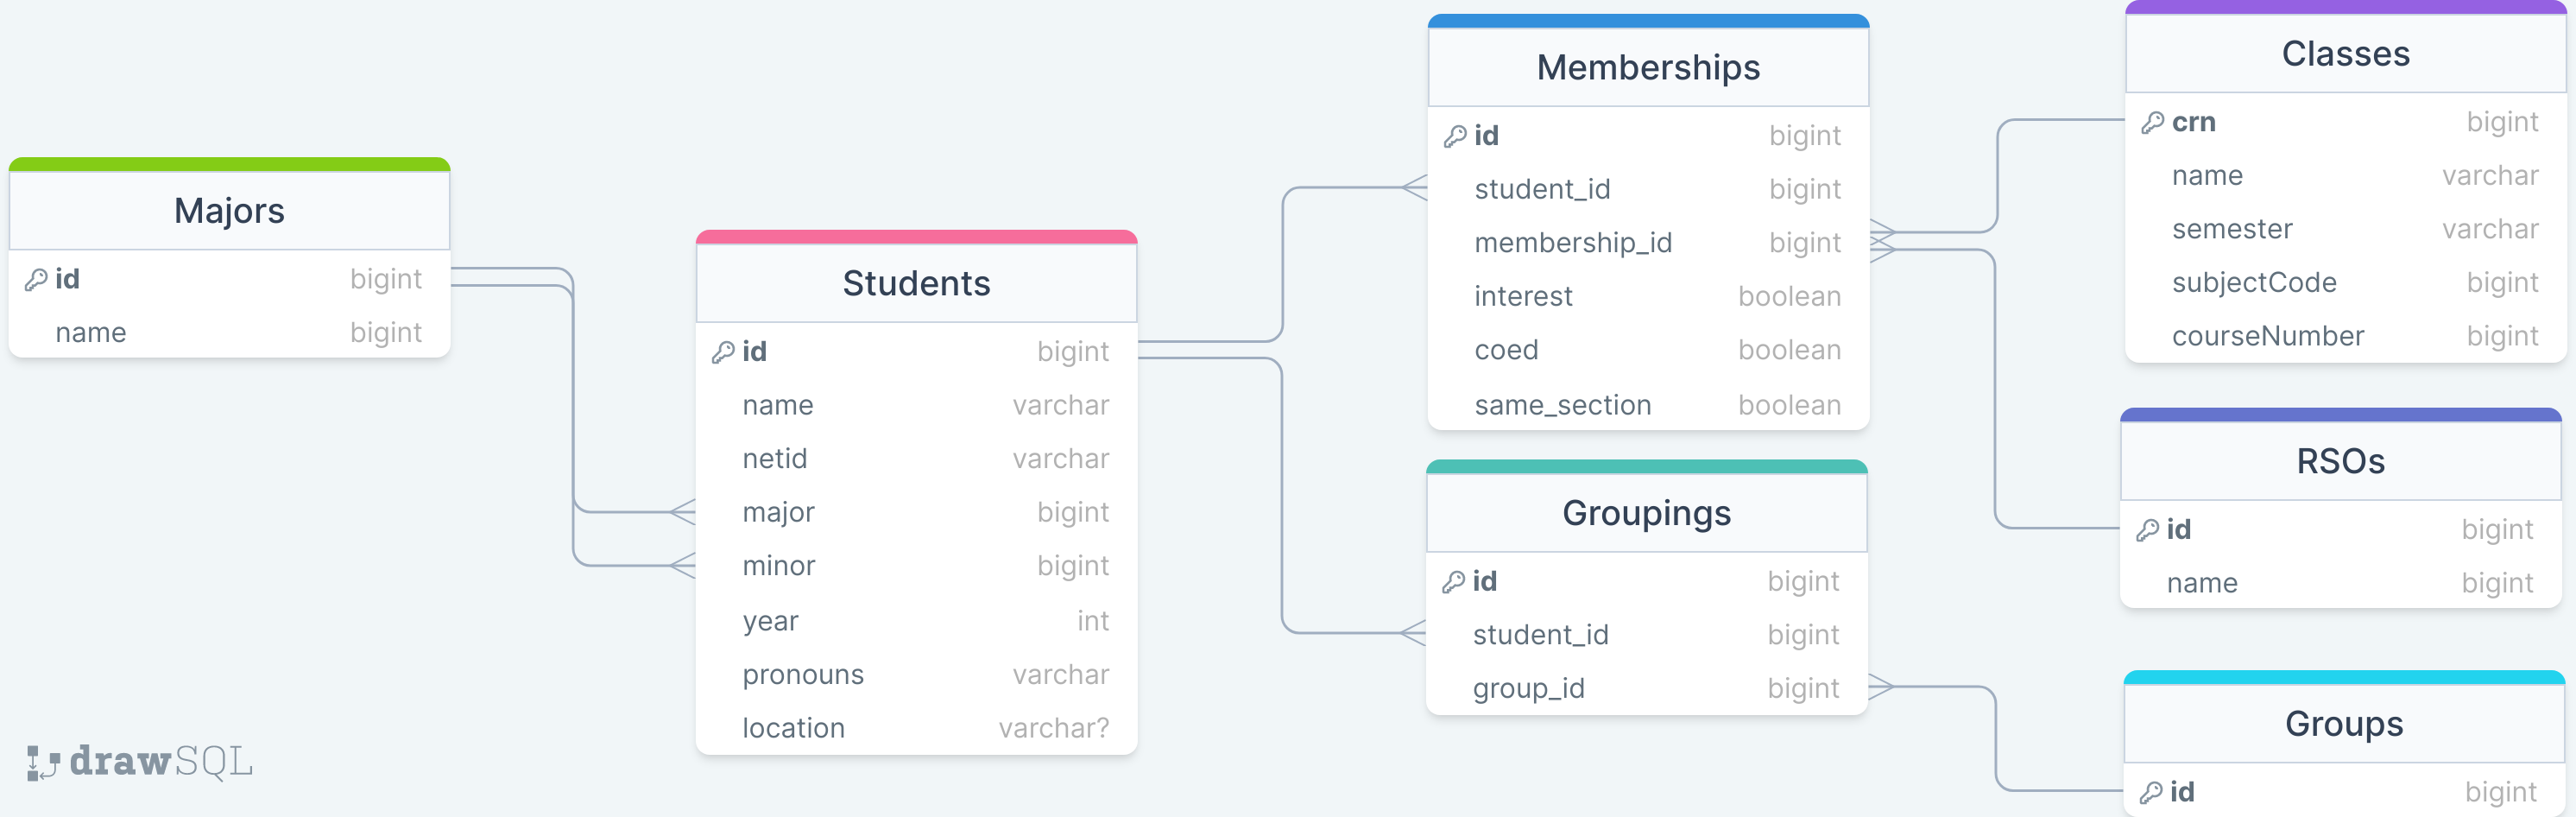 Majors
id bigint
name bigint
Students
id bigint
name varchar
netid varchar
major bigint
minor bigint
year int
pronouns varchar
location varchar?
Memberships
id bigint
student_id bigint
membership_id bigint
interest boolean
coed boolean
same_section boolean
Groupings
id bigint
student_id bigint
group_id bigint
Classes
crn bigint
name varchar
semester varchar
subjectCode bigint
courseNumber bigint
RSOs
id bigint
name bigint
Groups
id bigint
drawSQL